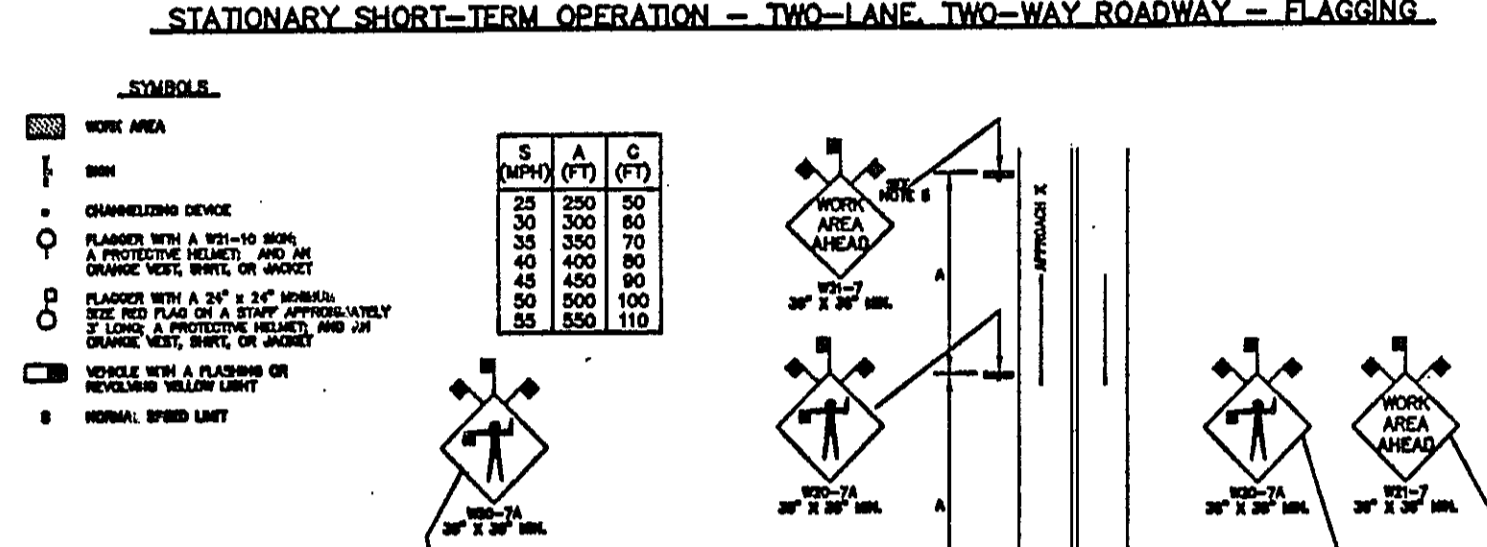 STATIONARY SHORT-TERM OPERATION - TWO-LANE, TWO-WAY ROADWAY - FLAGGING
SYMBOLS
WORK AREA
SIGN
CHANNELIZING DEVICE
FLAGGER WITH A W21-10 SIGN;
A PROTECTIVE HELMET; AND AN
ORANGE VEST, SHIRT, OR JACKET
FLAGGER WITH A 24" x 24" MINIMUM
SIZE RED FLAG ON A STAFF APPROXIMATELY
3' LONG; A PROTECTIVE HELMET; AND AN
ORANGE VEST, SHIRT, OR JACKET
VEHICLE WITH A FLASHING OR
REVOLVING YELLOW LIGHT
S NORMAL SPEED LIMIT
S A C
(MPH) (FT) (FT)
25 250 50
30 300 60
35 350 70
40 400 80
45 450 90
50 500 100
55 550 110
W20-7A
36" X 36" MIN.
SEE
NOTE
WORK
AREA
AHEAD
W21-7
36" X 36" MIN.
A
APPROACH X
W20-7A
36" X 36" MIN.
A
W20-7A
36" X 36" MIN.
WORK
AREA
AHEAD
W21-7
36" X 36" MIN.